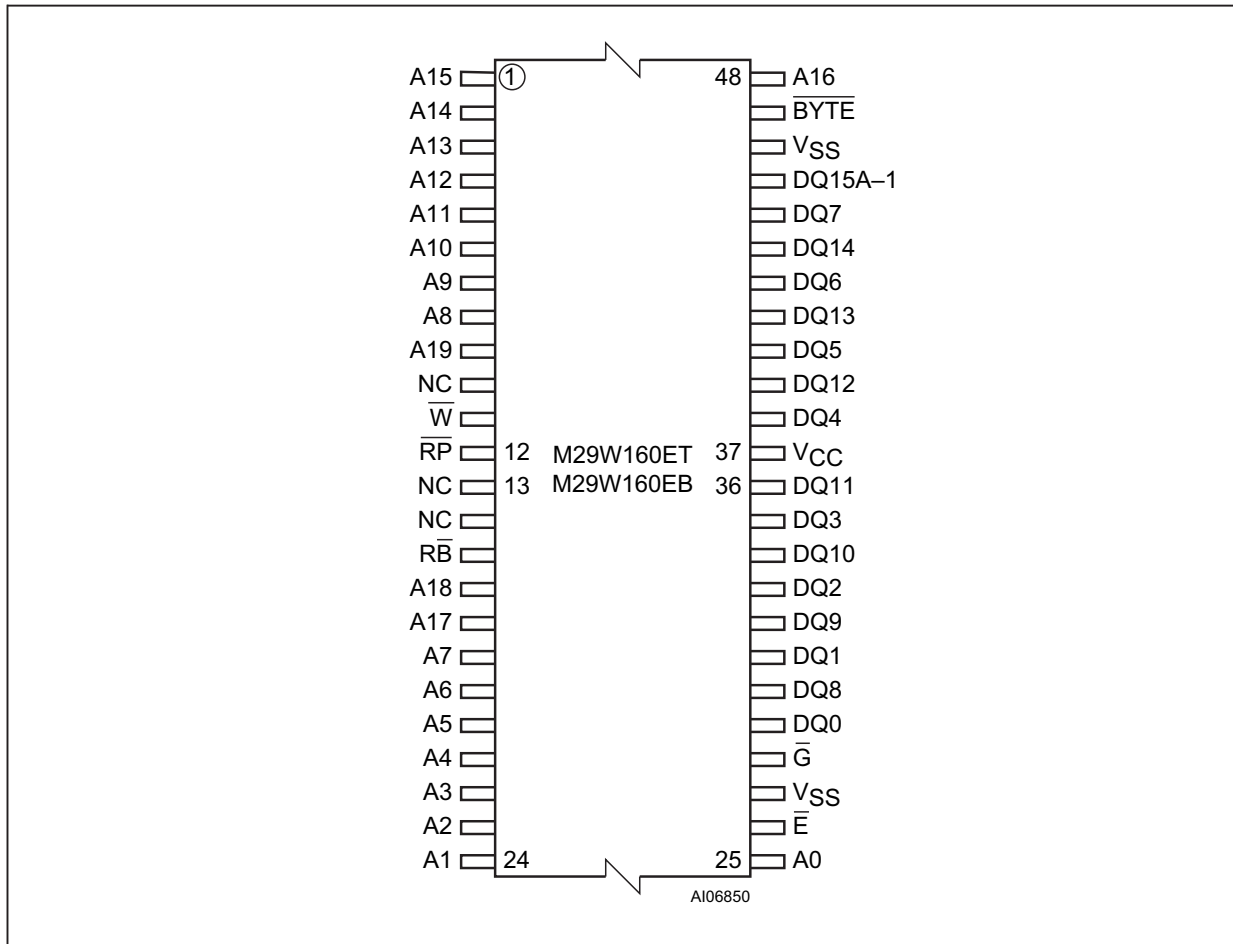 A15 ① 48 A16
A14 B̅Y̅T̅E̅
A13 VSS
A12 DQ15A–1
A11 DQ7
A10 DQ14
A9 DQ6
A8 DQ13
A19 DQ5
NC DQ12
W̅ DQ4
R̅P̅ 12 M29W160ET 37 VCC
NC 13 M29W160EB 36 DQ11
NC DQ3
RB̅ DQ10
A18 DQ2
A17 DQ9
A7 DQ1
A6 DQ8
A5 DQ0
A4 G̅
A3 VSS
A2 E̅
A1 24 25 A0
AI06850